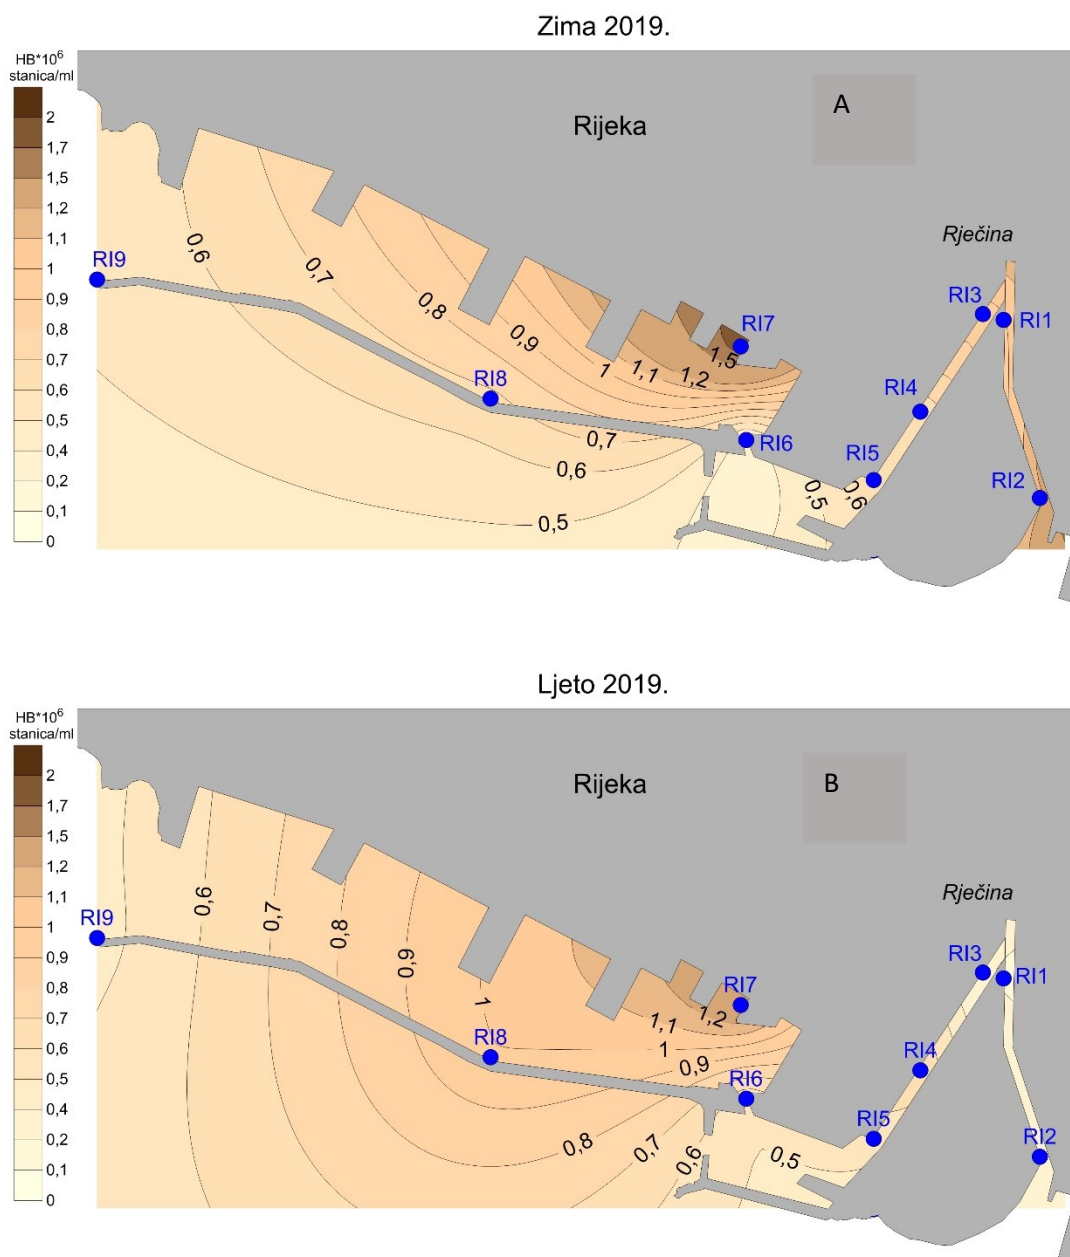 Zima 2019.
HB*10⁶
stanica/ml
2
1,7
1,5
1,2
1,1
1
0,9
0,8
0,7
0,6
0,5
0,4
0,2
0,1
0
Rijeka
A
Rječina
RI9
RI8
RI7
RI6
RI5
RI4
RI3
RI1
RI2
0,6
0,7
0,8
0,9
1
1,1
1,2
1,5
0,7
0,6
0,5
0,5
0,6
Ljeto 2019.
HB*10⁶
stanica/ml
2
1,7
1,5
1,2
1,1
1
0,9
0,8
0,7
0,6
0,5
0,4
0,2
0,1
0
Rijeka
B
Rječina
RI9
RI8
RI7
RI6
RI5
RI4
RI3
RI1
RI2
0,6
0,7
0,8
0,9
1
1,1
1,2
1
0,9
0,8
0,7
0,6
0,5